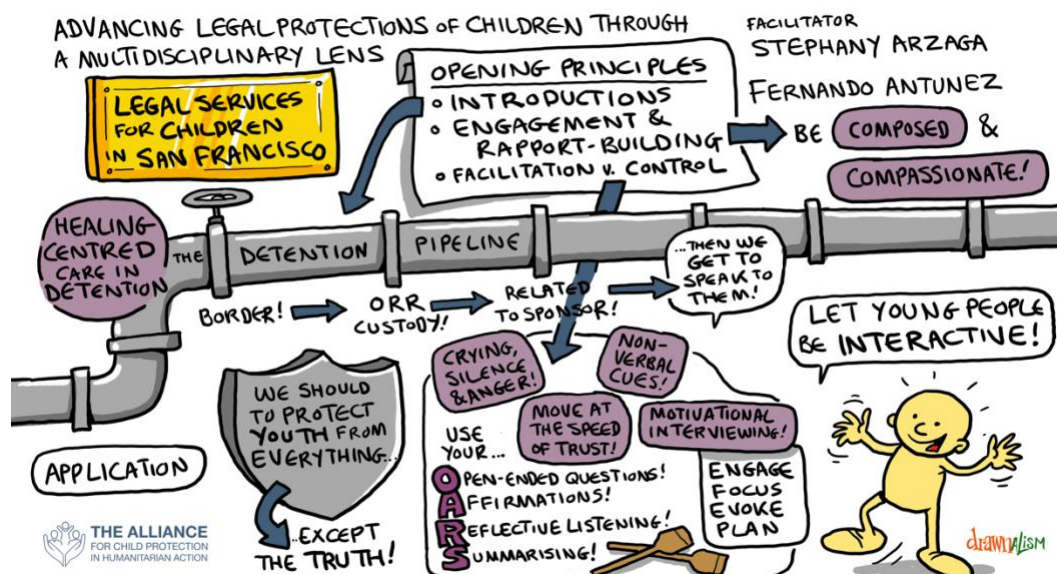 ADVANCING LEGAL PROTECTIONS OF CHILDREN THROUGH
A MULTIDISCIPLINARY LENS
LEGAL SERVICES
FOR CHILDREN
IN SAN FRANCISCO
OPENING PRINCIPLES
• INTRODUCTIONS
• ENGAGEMENT &
RAPPORT-BUILDING
• FACILITATION V. CONTROL
FACILITATOR
STEPHANY ARZAGA
FERNANDO ANTUNEZ
BE COMPOSED &
COMPASSIONATE!
HEALING
CENTRED
CARE IN
DETENTION
THE DETENTION PIPELINE
BORDER!
ORR
CUSTODY!
RELATED
TO SPONSOR!
...THEN WE
GET TO
SPEAK TO
THEM!
LET YOUNG PEOPLE
BE INTERACTIVE!
WE SHOULD
TO PROTECT
YOUTH FROM
EVERYTHING...
...EXCEPT
THE TRUTH!
CRYING,
SILENCE
& ANGER!
NON-
VERBAL
CUES!
MOVE AT
THE SPEED
OF TRUST!
MOTIVATIONAL
INTERVIEWING!
ENGAGE
FOCUS
EVOKE
PLAN
USE
YOUR...
OPEN-ENDED QUESTIONS!
AFFIRMATIONS!
REFLECTIVE LISTENING!
SUMMARISING!
APPLICATION
THE ALLIANCE
FOR CHILD PROTECTION
IN HUMANITARIAN ACTION
drawnalism